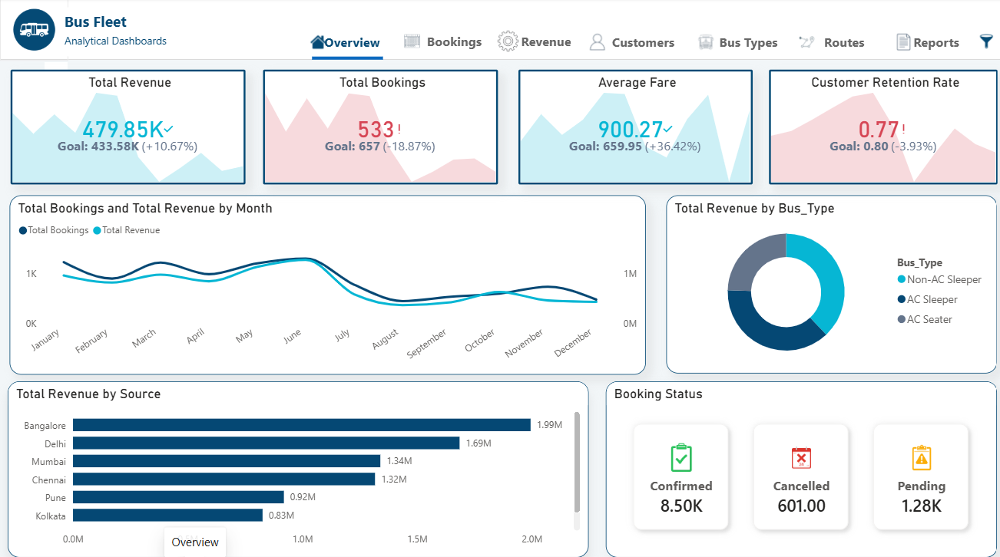 Bus Fleet
Analytical Dashboards
Overview
Bookings
Revenue
Customers
Bus Types
Routes
Reports
Total Revenue
479.85K✓
Goal: 433.58K (+10.67%)
Total Bookings
533!
Goal: 657 (-18.87%)
Average Fare
900.27✓
Goal: 659.95 (+36.42%)
Customer Retention Rate
0.77!
Goal: 0.80 (-3.93%)
Total Bookings and Total Revenue by Month
Total Bookings Total Revenue
1K
0K
1M
0M
January
February
March
April
May
June
July
August
September
October
November
December
Total Revenue by Bus_Type
Bus_Type
Non-AC Sleeper
AC Sleeper
AC Seater
Total Revenue by Source
Bangalore 1.99M
Delhi 1.69M
Mumbai 1.34M
Chennai 1.32M
Pune 0.92M
Kolkata 0.83M
0.0M 1.0M 1.5M 2.0M
Overview
Booking Status
Confirmed
8.50K
Cancelled
601.00
Pending
1.28K